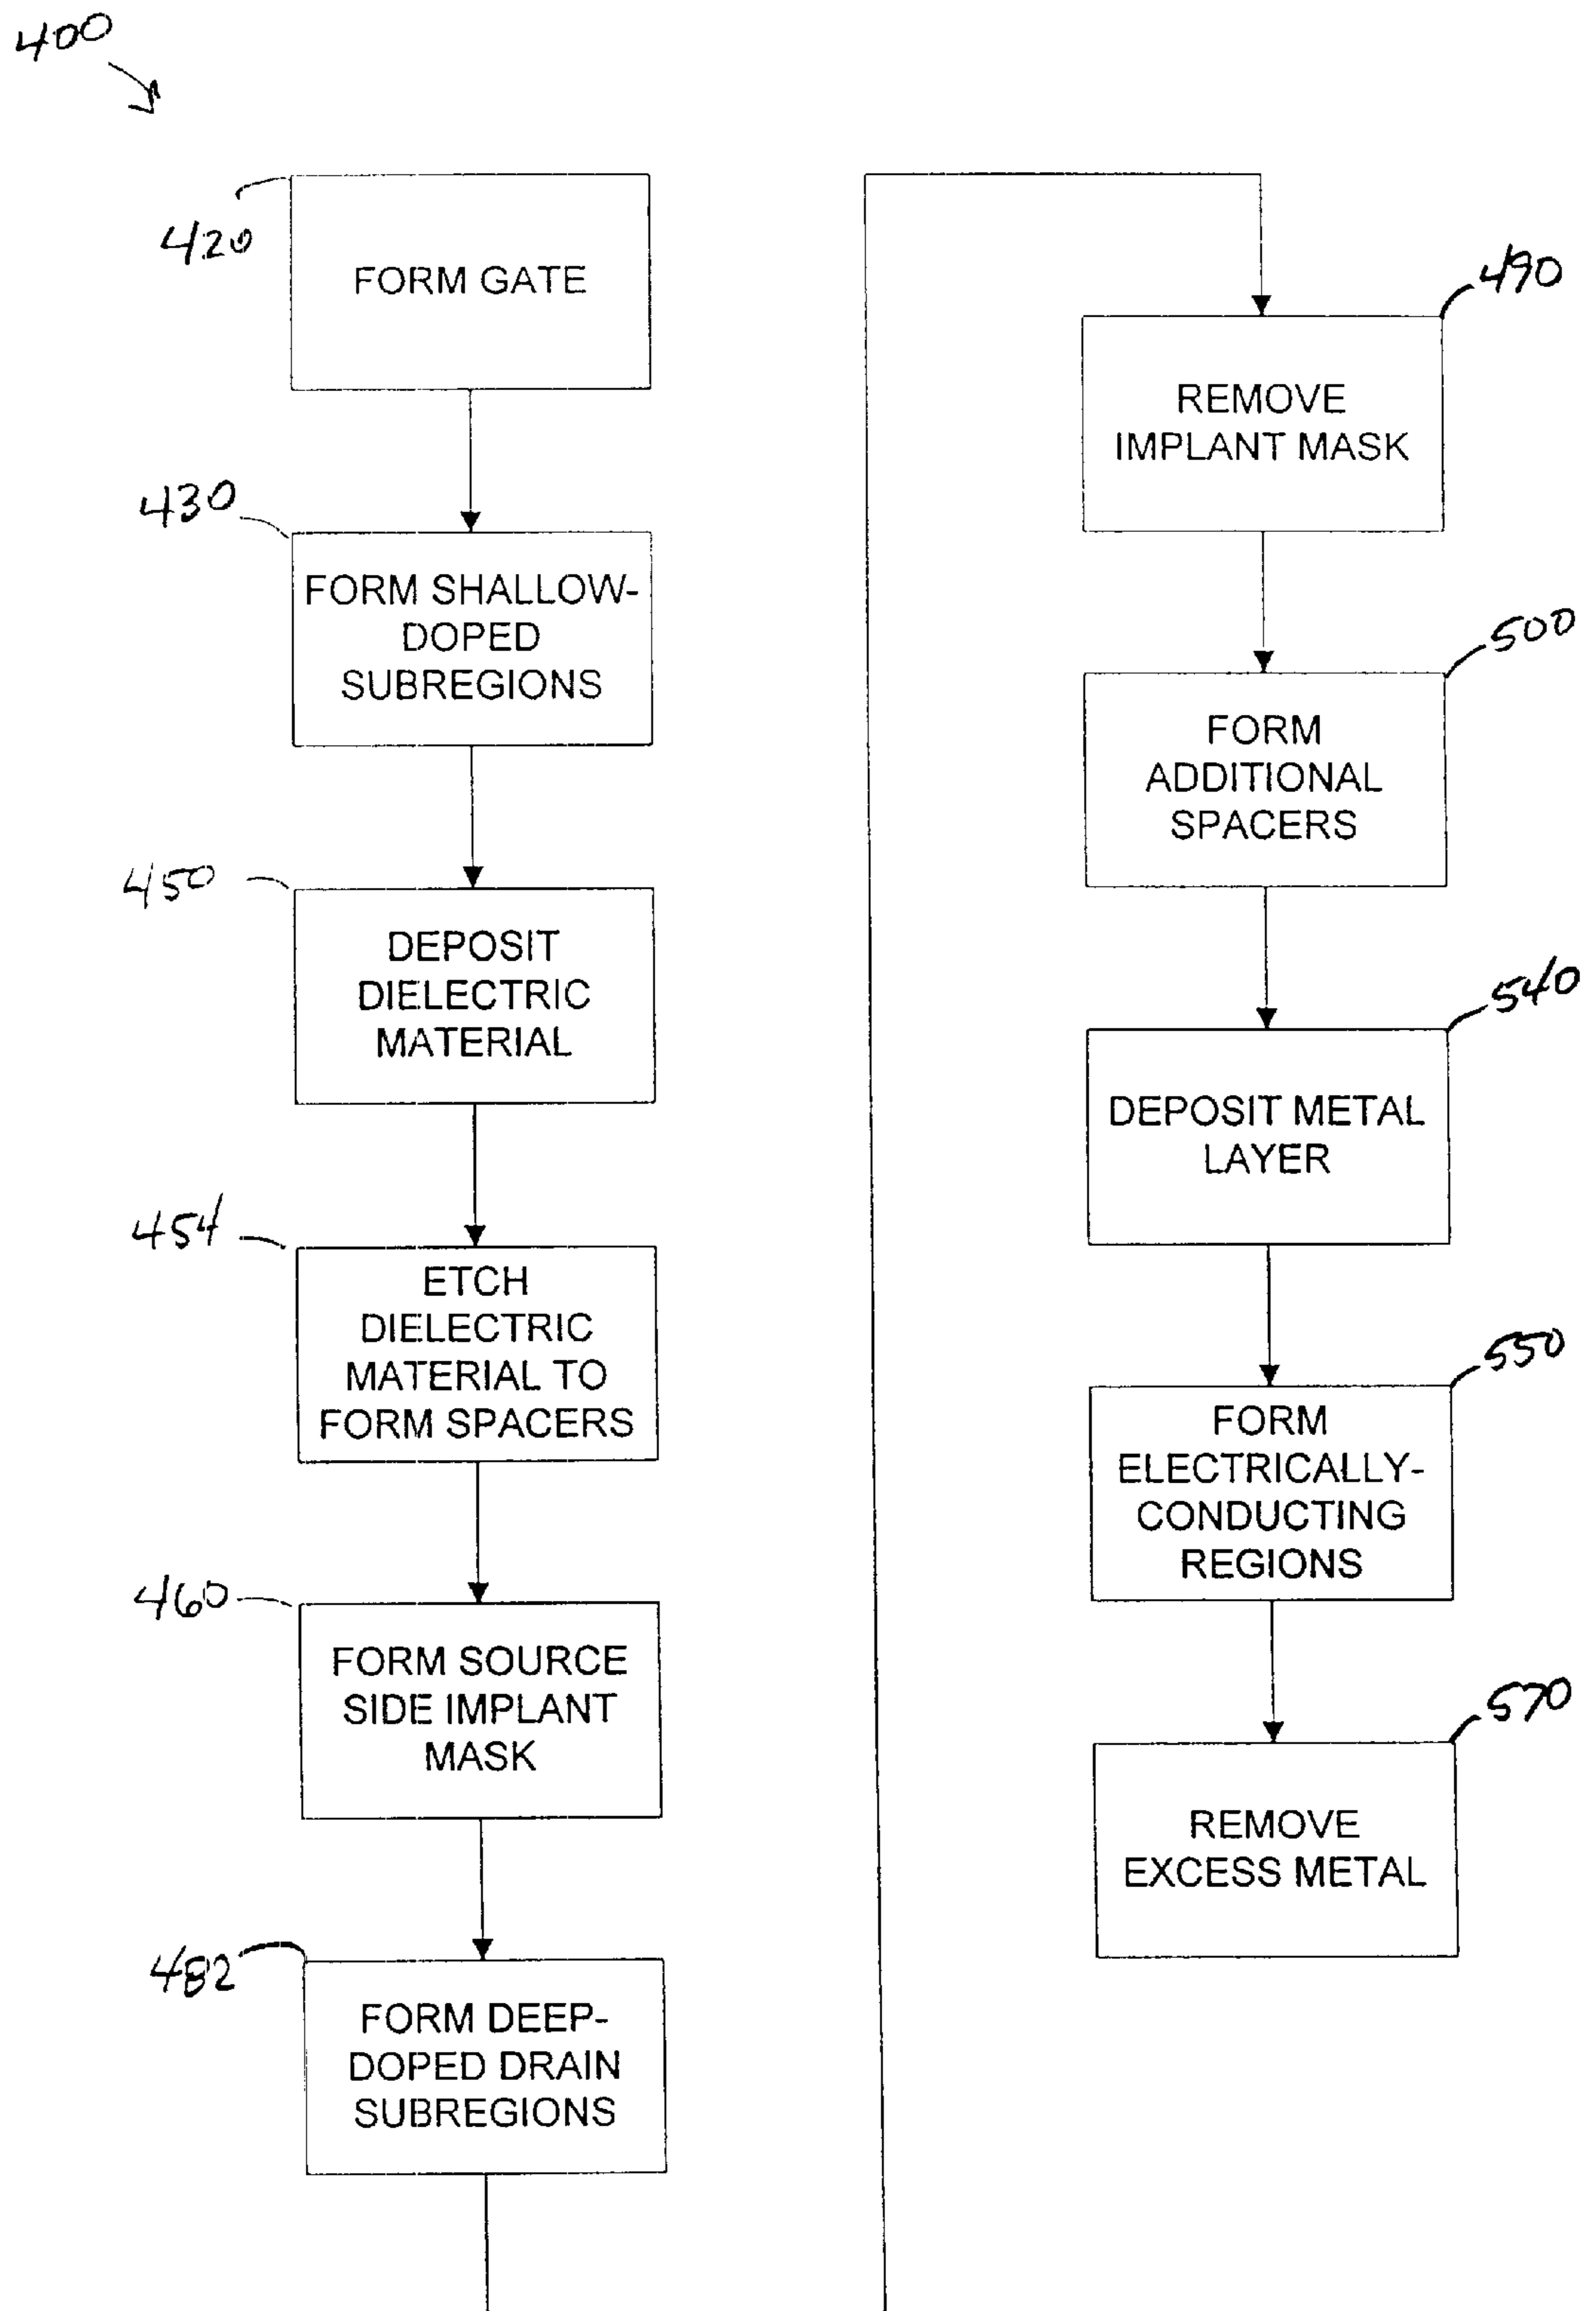 400
420
FORM GATE
430
FORM SHALLOW-
DOPED
SUBREGIONS
450
DEPOSIT
DIELECTRIC
MATERIAL
454
ETCH
DIELECTRIC
MATERIAL TO
FORM SPACERS
460
FORM SOURCE
SIDE IMPLANT
MASK
482
FORM DEEP-
DOPED DRAIN
SUBREGIONS
490
REMOVE
IMPLANT MASK
500
FORM
ADDITIONAL
SPACERS
540
DEPOSIT METAL
LAYER
550
FORM
ELECTRICALLY-
CONDUCTING
REGIONS
570
REMOVE
EXCESS METAL